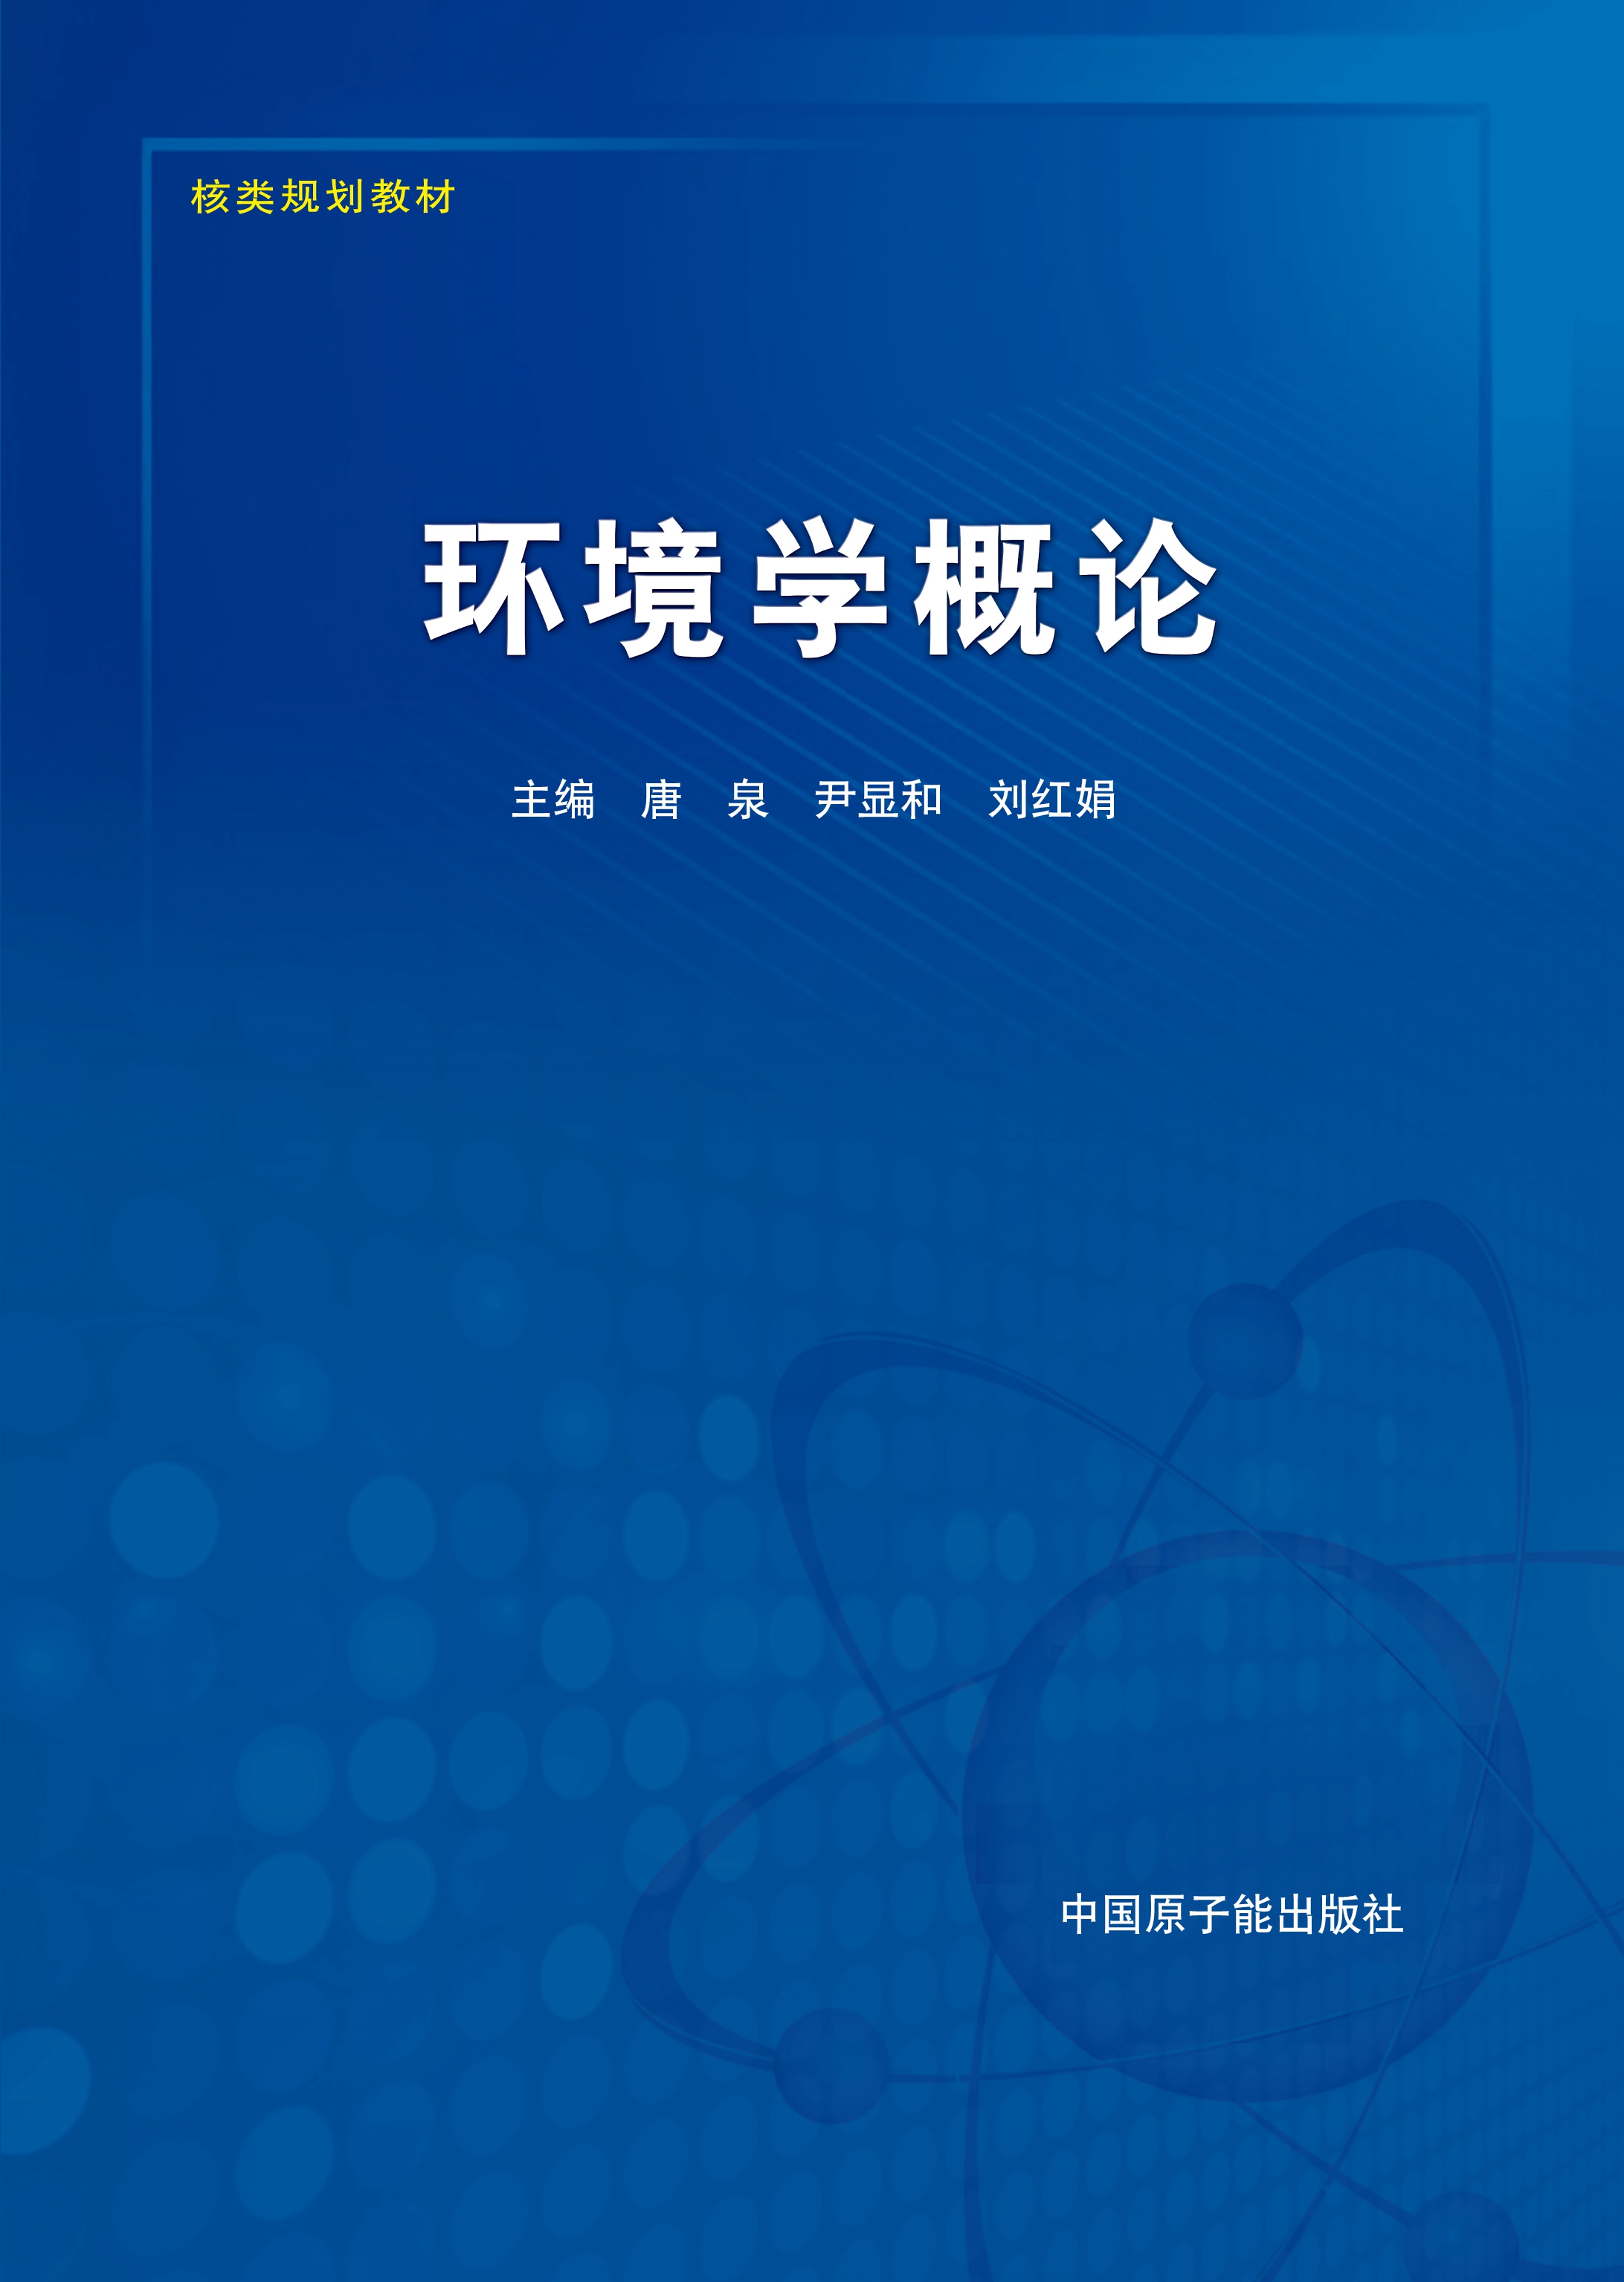 核类规划教材
环境学概论
主编 唐 泉 尹显和 刘红娟
中国原子能出版社